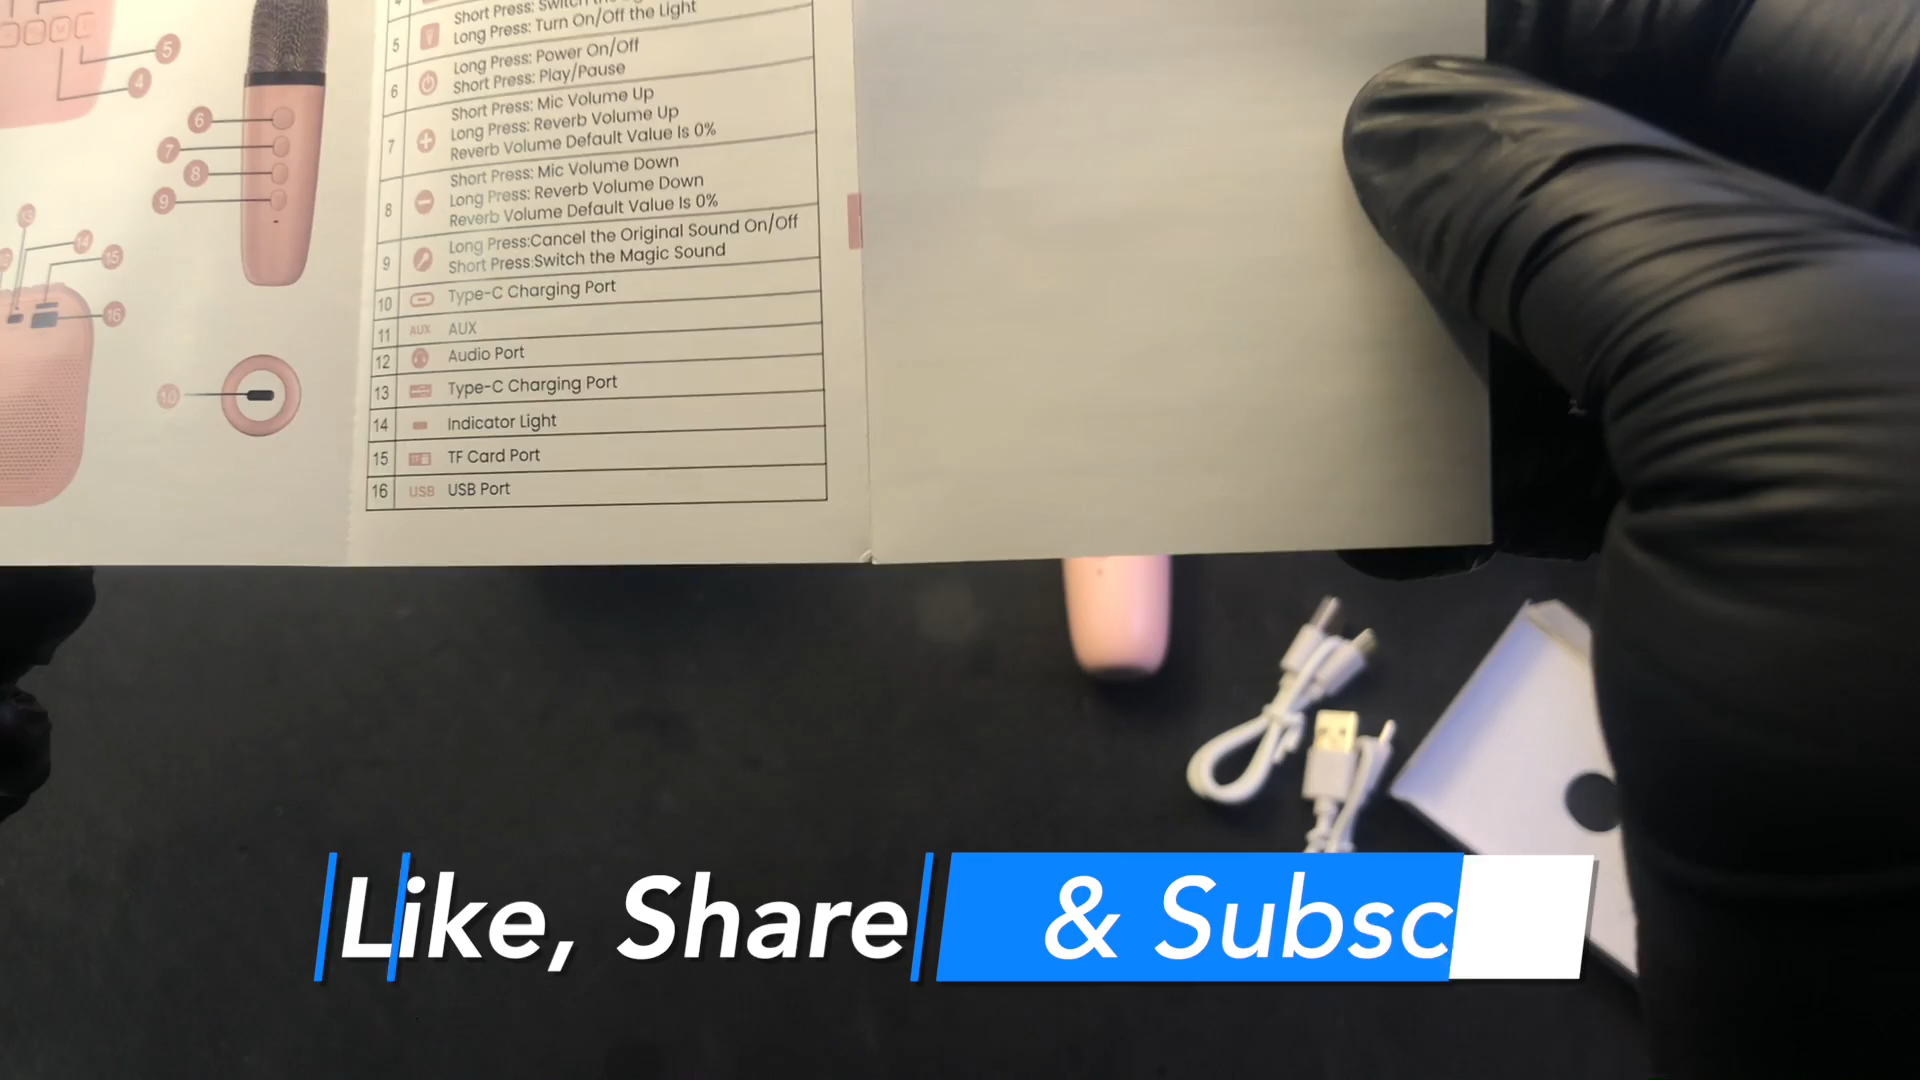 Short Press: Switch the
5 Long Press: Turn On/Off the Light
6 Long Press: Power On/Off
Short Press: Play/Pause
7 Short Press: Mic Volume Up
Long Press: Reverb Volume Up
Reverb Volume Default Value Is 0%
8 Short Press: Mic Volume Down
Long Press: Reverb Volume Down
Reverb Volume Default Value Is 0%
9 Long Press:Cancel the Original Sound On/Off
Short Press:Switch the Magic Sound
10 Type-C Charging Port
11 AUX AUX
12 Audio Port
13 Type-C Charging Port
14 Indicator Light
15 TF TF Card Port
16 USB USB Port
5
4
6
7
8
9
13
14
15
16
10
Like, Share & Subsc